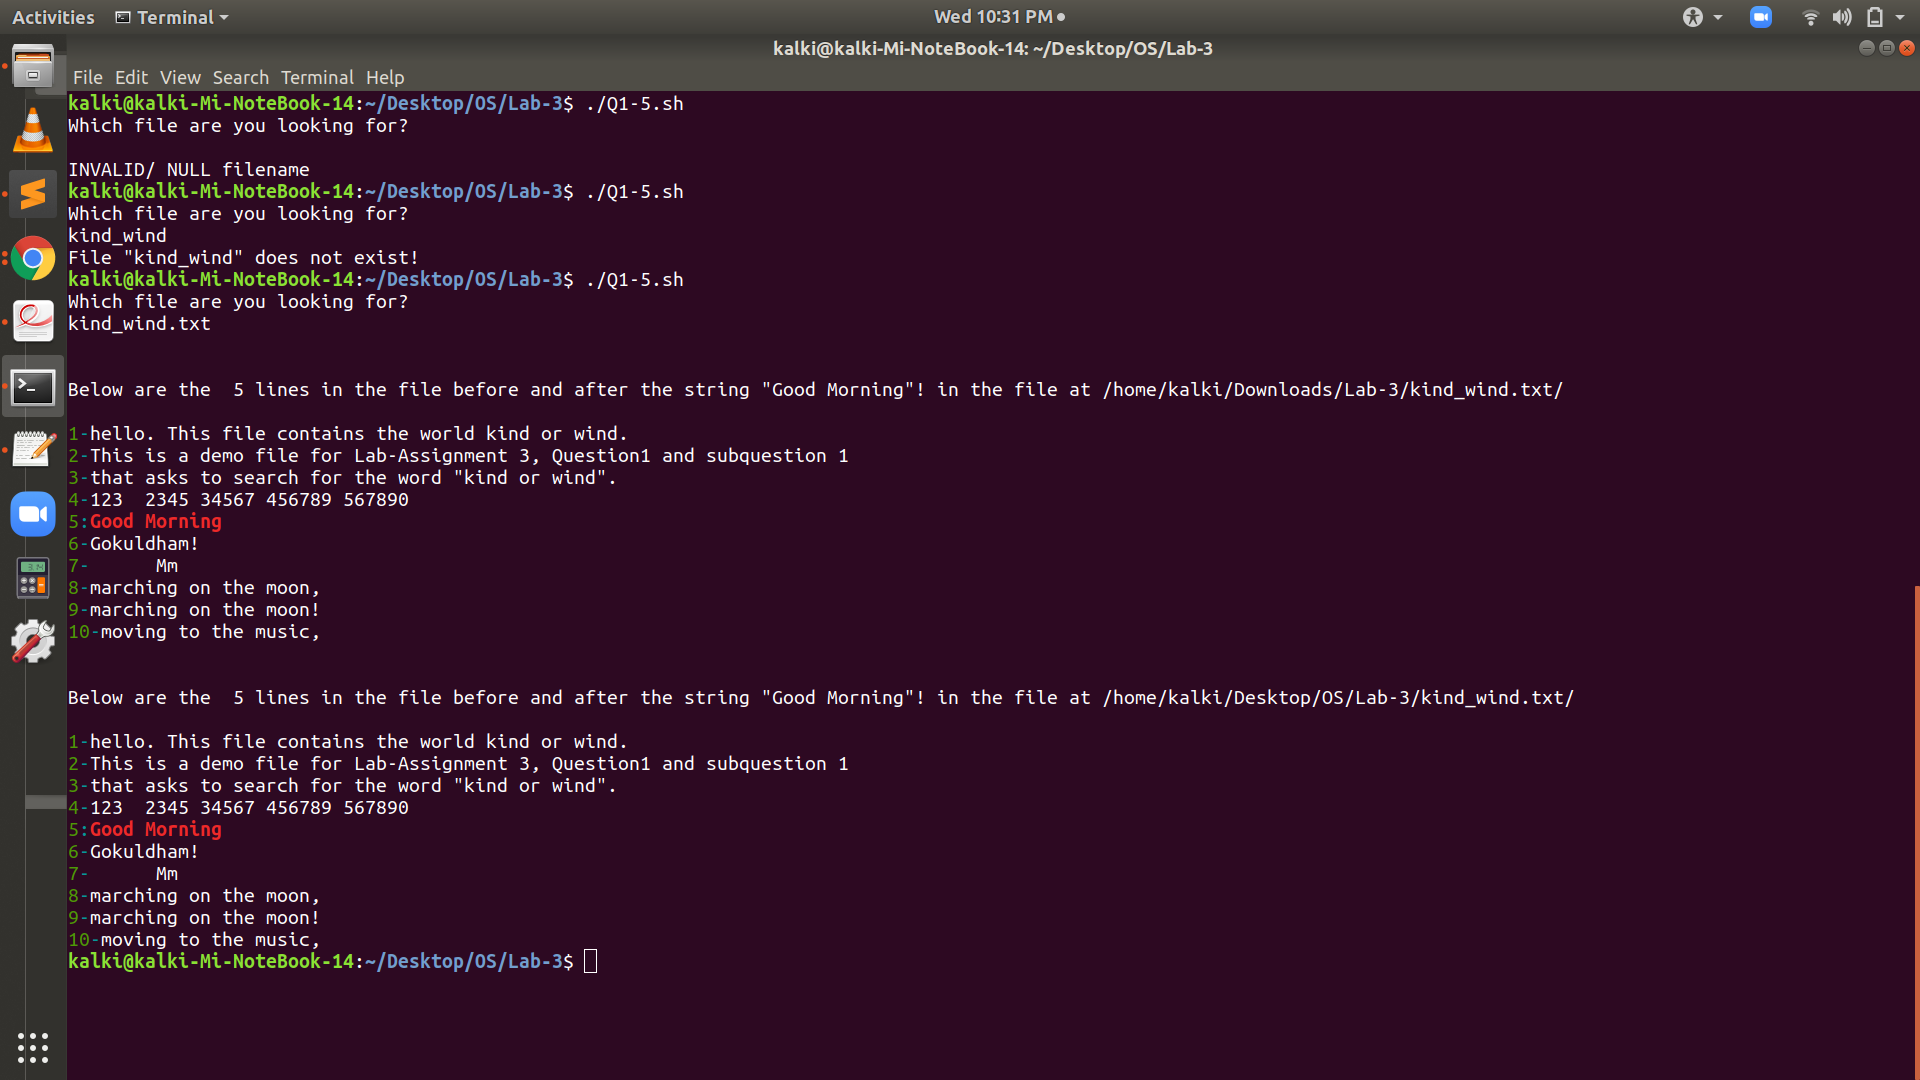 Activities Terminal Wed 10:31 PM
kalki@kalki-Mi-NoteBook-14: ~/Desktop/OS/Lab-3
File Edit View Search Terminal Help
kalki@kalki-Mi-NoteBook-14:~/Desktop/OS/Lab-3$ ./Q1-5.sh
Which file are you looking for?
INVALID/ NULL filename
kalki@kalki-Mi-NoteBook-14:~/Desktop/OS/Lab-3$ ./Q1-5.sh
Which file are you looking for?
kind_wind
File "kind_wind" does not exist!
kalki@kalki-Mi-NoteBook-14:~/Desktop/OS/Lab-3$ ./Q1-5.sh
Which file are you looking for?
kind_wind.txt
Below are the  5 lines in the file before and after the string "Good Morning"! in the file at /home/kalki/Downloads/Lab-3/kind_wind.txt/
1-hello. This file contains the world kind or wind.
2-This is a demo file for Lab-Assignment 3, Question1 and subquestion 1
3-that asks to search for the word "kind or wind".
4-123  2345 34567 456789 567890
5:Good Morning
6-Gokuldham!
7-      Mm
8-marching on the moon,
9-marching on the moon!
10-moving to the music,
Below are the  5 lines in the file before and after the string "Good Morning"! in the file at /home/kalki/Desktop/OS/Lab-3/kind_wind.txt/
1-hello. This file contains the world kind or wind.
2-This is a demo file for Lab-Assignment 3, Question1 and subquestion 1
3-that asks to search for the word "kind or wind".
4-123  2345 34567 456789 567890
5:Good Morning
6-Gokuldham!
7-      Mm
8-marching on the moon,
9-marching on the moon!
10-moving to the music,
kalki@kalki-Mi-NoteBook-14:~/Desktop/OS/Lab-3$